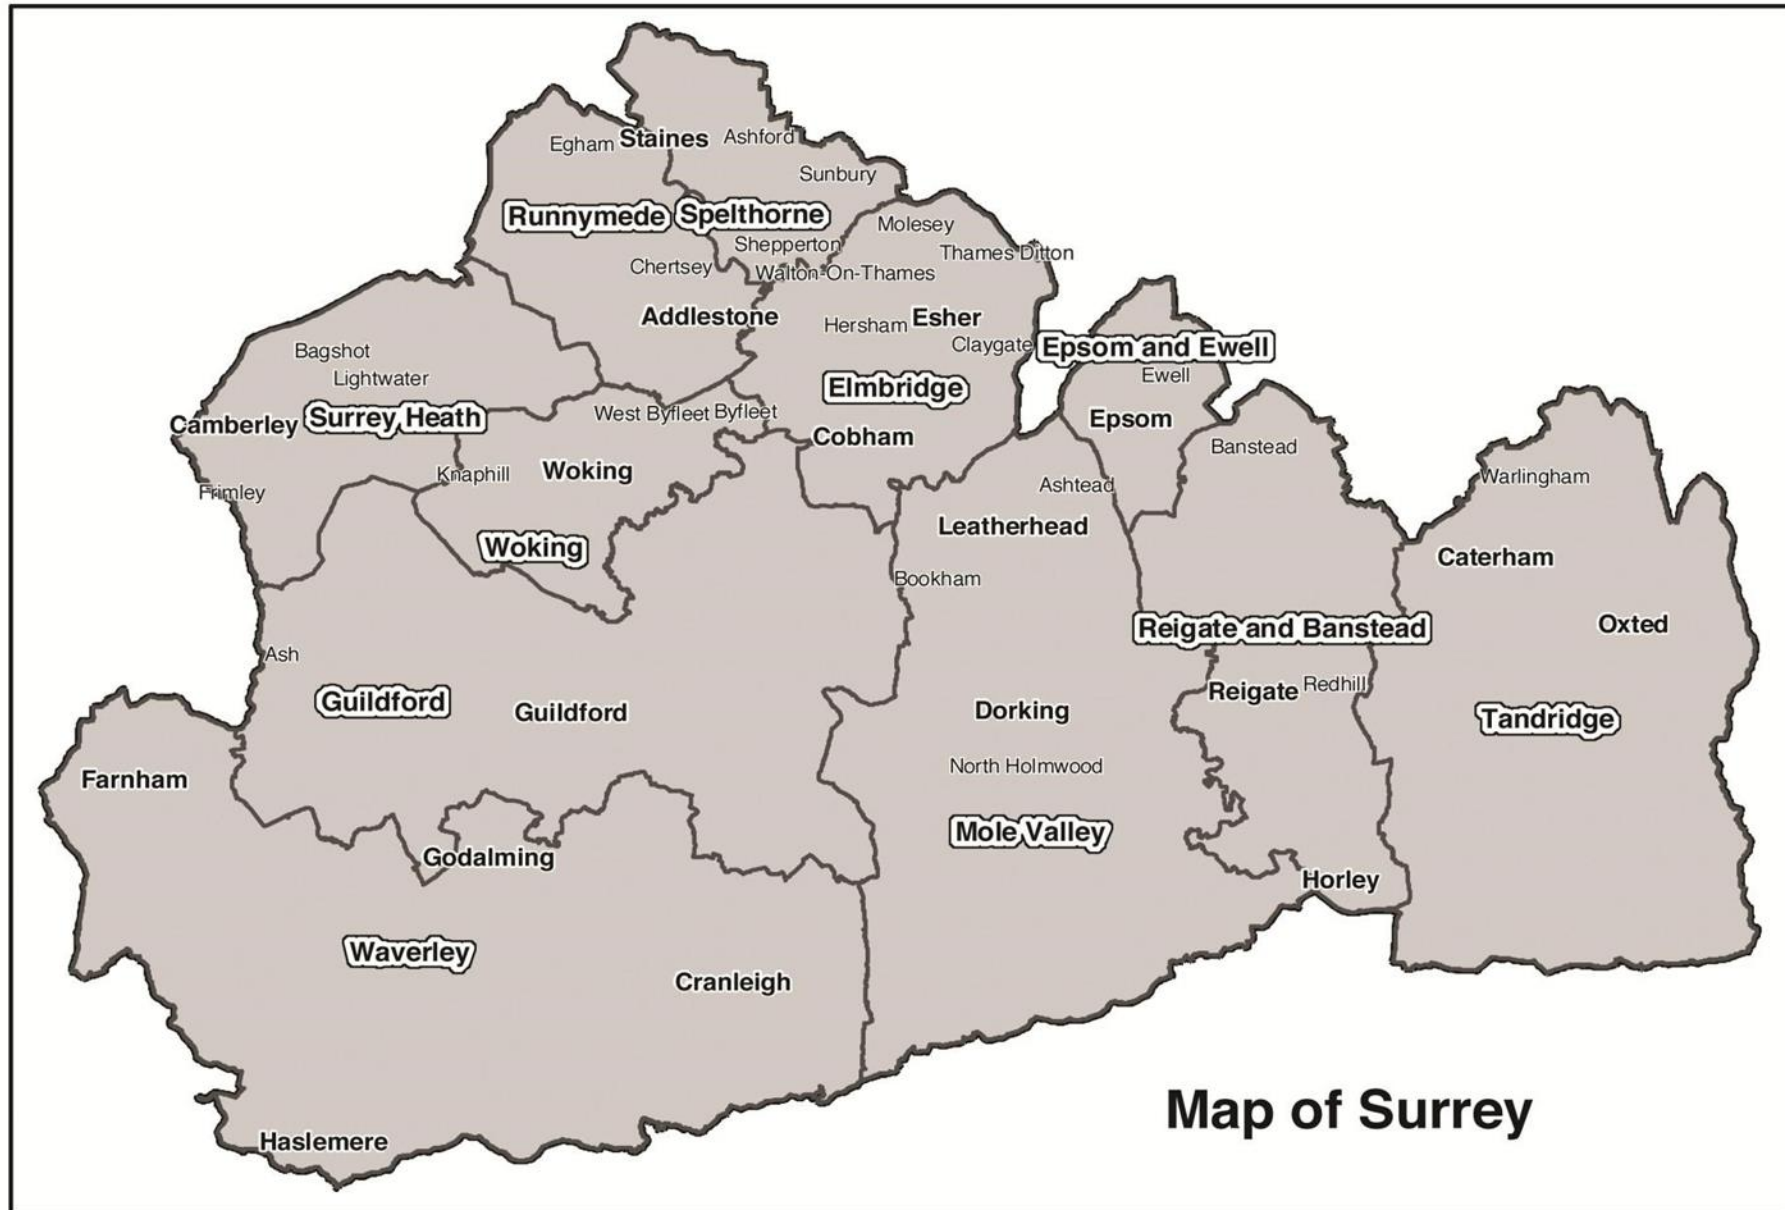 Egham
Staines
Ashford
Sunbury
Runnymede
Spelthorne
Molesey
Shepperton
Thames Ditton
Chertsey
Walton-On-Thames
Addlestone
Hersham
Esher
Claygate
Epsom and Ewell
Bagshot
Lightwater
Ewell
Elmbridge
Camberley
Surrey Heath
West Byfleet
Byfleet
Epsom
Cobham
Banstead
Knaphill
Woking
Frimley
Ashtead
Warlingham
Leatherhead
Woking
Caterham
Bookham
Oxted
Reigate and Banstead
Ash
Reigate
Redhill
Guildford
Guildford
Dorking
Tandridge
North Holmwood
Farnham
Mole Valley
Godalming
Horley
Waverley
Cranleigh
Map of Surrey
Haslemere